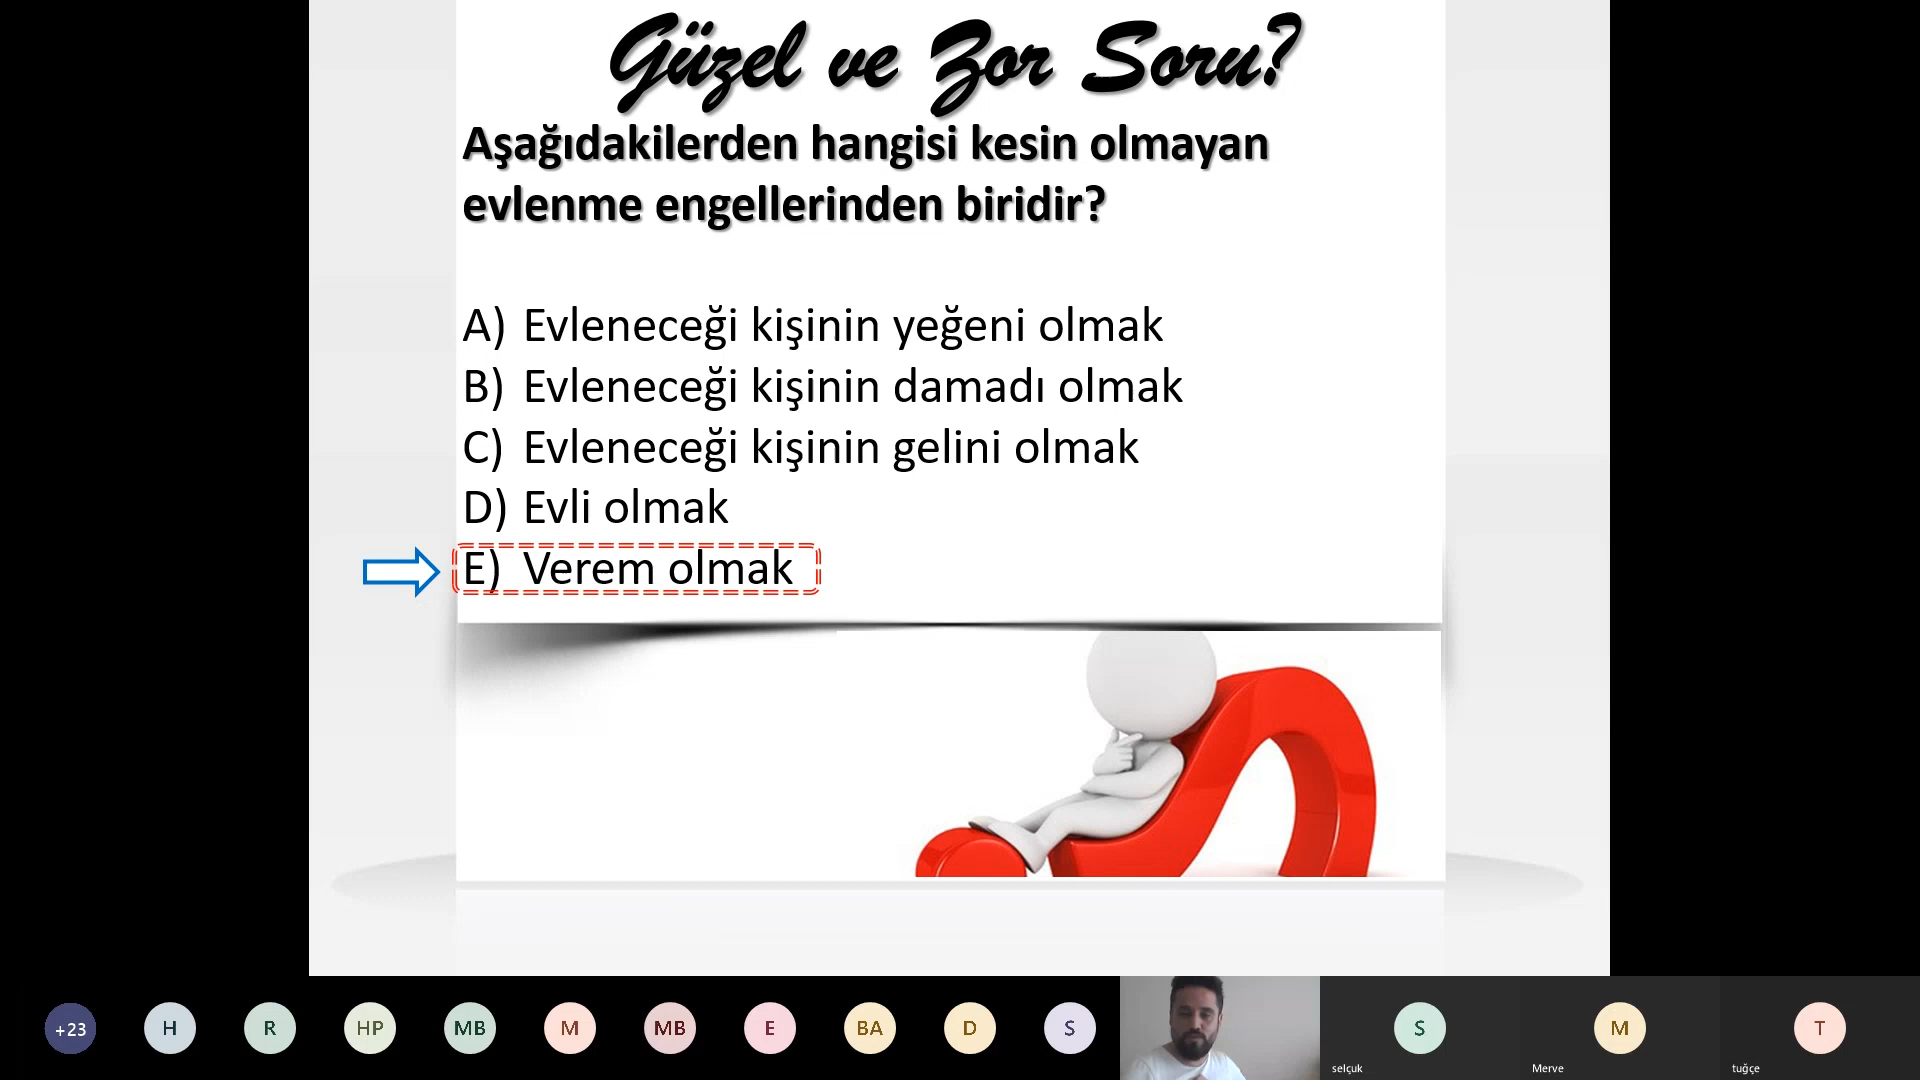 Güzel ve Zor Soru?
Aşağıdakilerden hangisi kesin olmayan
evlenme engellerinden biridir?
A) Evleneceği kişinin yeğeni olmak
B) Evleneceği kişinin damadı olmak
C) Evleneceği kişinin gelini olmak
D) Evli olmak
E) Verem olmak
+23 H R HP MB M MB E BA D S S M T
selçuk Merve tuğçe